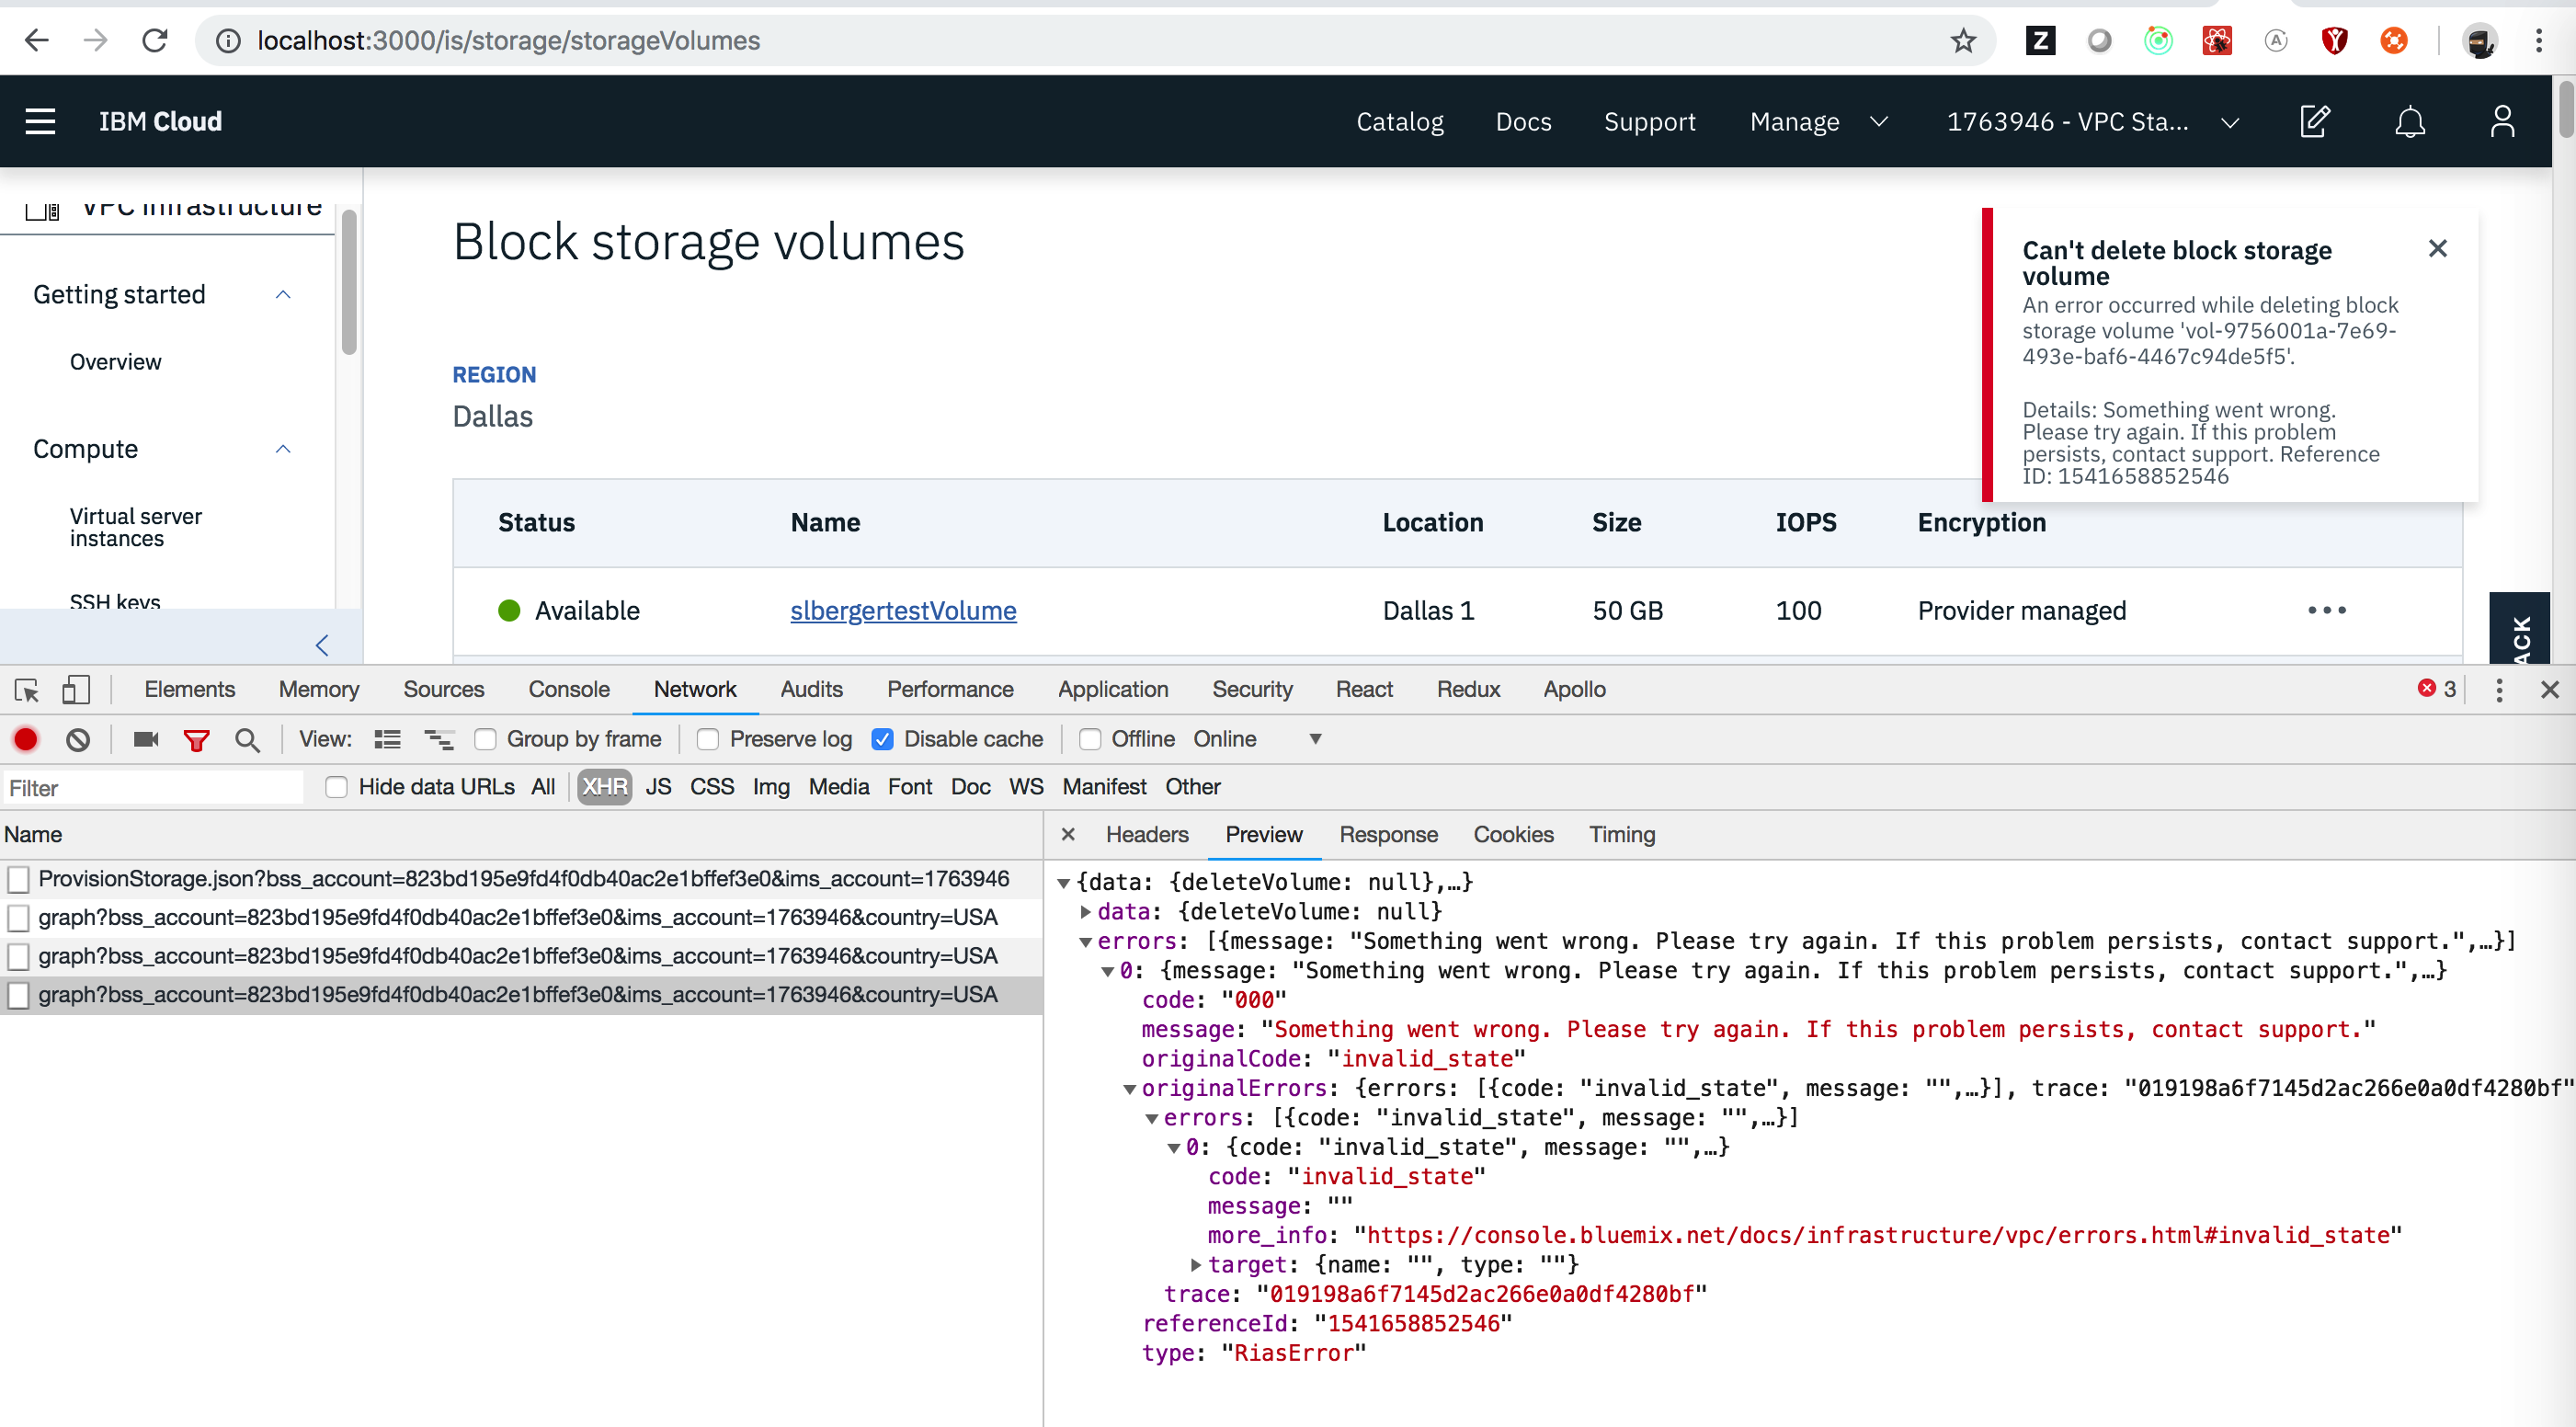 localhost:3000/is/storage/storageVolumes
Z
A
IBM Cloud
Catalog
Docs
Support
Manage
1763946 - VPC Sta...
VPC infrastructure
Getting started
Overview
Compute
Virtual server
instances
SSH keys
Block storage volumes
REGION
Dallas
Can't delete block storage
volume
An error occurred while deleting block
storage volume 'vol-9756001a-7e69-
493e-baf6-4467c94de5f5'.
Details: Something went wrong.
Please try again. If this problem
persists, contact support. Reference
ID: 1541658852546
Status Name Location Size IOPS Encryption
Available slbergertestVolume Dallas 1 50 GB 100 Provider managed
ACK
Elements Memory Sources Console Network Audits Performance Application Security React Redux Apollo 3
View: Group by frame Preserve log Disable cache Offline Online
Filter Hide data URLs All XHR JS CSS Img Media Font Doc WS Manifest Other
Name
ProvisionStorage.json?bss_account=823bd195e9fd4f0db40ac2e1bffef3e0&ims_account=1763946
graph?bss_account=823bd195e9fd4f0db40ac2e1bffef3e0&ims_account=1763946&country=USA
graph?bss_account=823bd195e9fd4f0db40ac2e1bffef3e0&ims_account=1763946&country=USA
graph?bss_account=823bd195e9fd4f0db40ac2e1bffef3e0&ims_account=1763946&country=USA
Headers Preview Response Cookies Timing
{data: {deleteVolume: null},…}
data: {deleteVolume: null}
errors: [{message: "Something went wrong. Please try again. If this problem persists, contact support.",…}]
0: {message: "Something went wrong. Please try again. If this problem persists, contact support.",…}
code: "000"
message: "Something went wrong. Please try again. If this problem persists, contact support."
originalCode: "invalid_state"
originalErrors: {errors: [{code: "invalid_state", message: "",…}], trace: "019198a6f7145d2ac266e0a0df4280bf"
errors: [{code: "invalid_state", message: "",…}]
0: {code: "invalid_state", message: "",…}
code: "invalid_state"
message: ""
more_info: "https://console.bluemix.net/docs/infrastructure/vpc/errors.html#invalid_state"
target: {name: "", type: ""}
trace: "019198a6f7145d2ac266e0a0df4280bf"
referenceId: "1541658852546"
type: "RiasError"